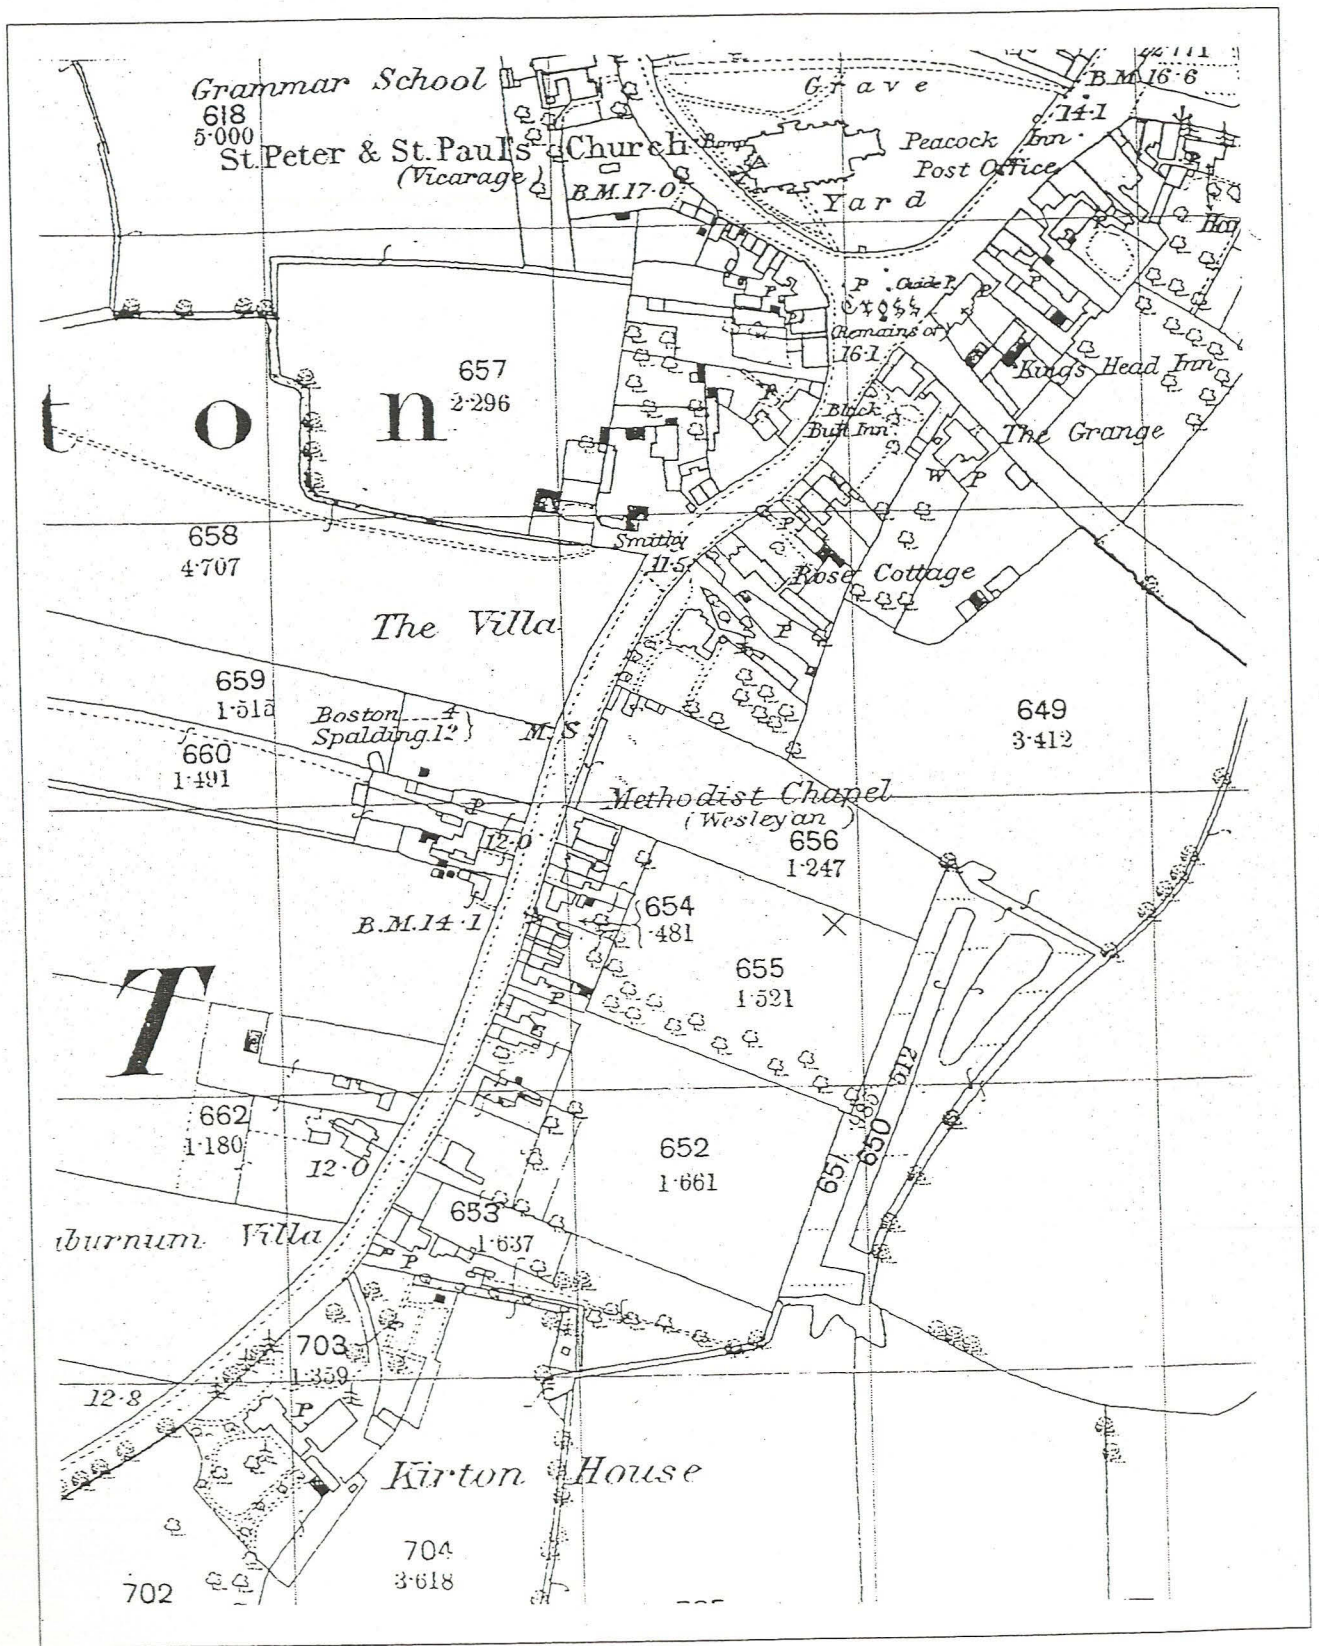 Grammar School
618
5·000
St. Peter & St. Paul's Church
(Vicarage)
B.M.17·0
Grave
Yard
B.M.16·6
14·1
Peacock Inn
Post Office
P
Guide P.
Cross
(Remains of)
16·1
King's Head Inn
Black
Bull Inn
The Grange
W
P
657
2·296
t o n
658
4·707
Smithy
11·5
Rose Cottage
The Villa
659
1·515
Boston 4
Spalding 12
M.S
660
1·491
649
3·412
Methodist Chapel
(Wesleyan)
656
1·247
P
12·0
B.M.14·1
654
·481
655
1·521
T
662
1·180
12·0
652
1·661
651
·983
650
·512
653
1·637
P
burnum Villa
703
1·359
12·8
P
Kirton House
704
3·618
702